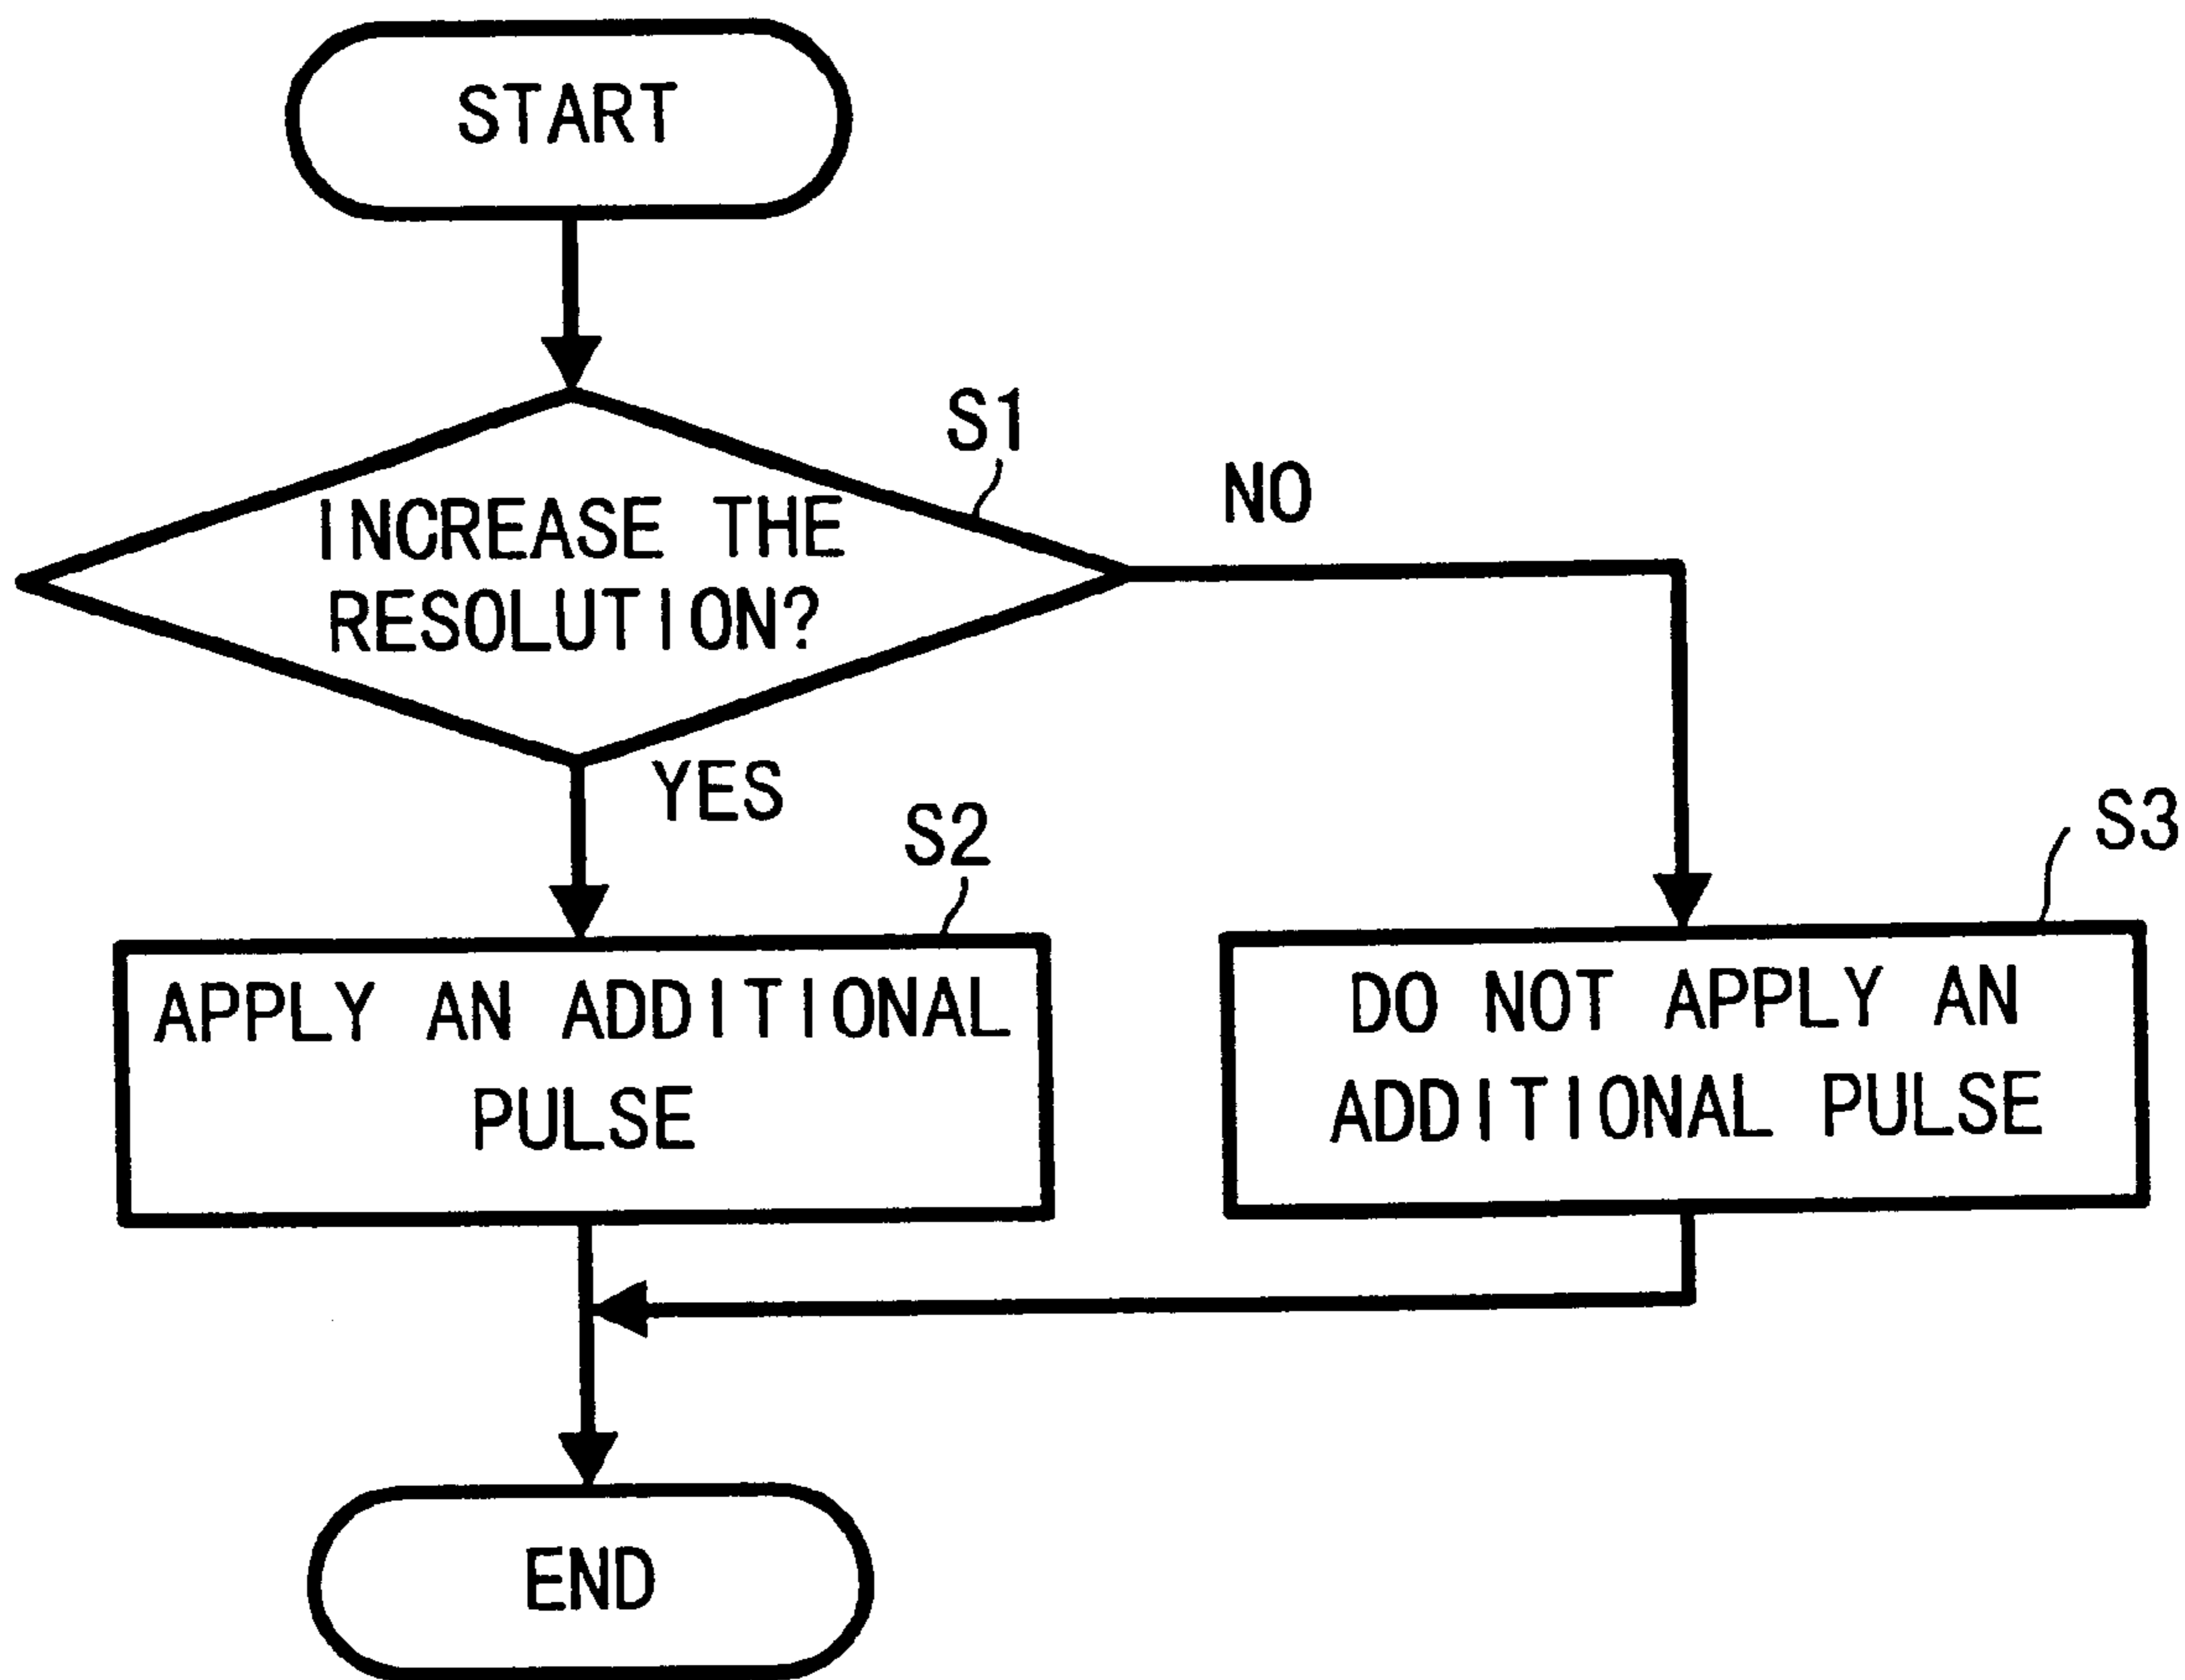 START
S1
NO
INCREASE THE
RESOLUTION?
YES
S2
S3
APPLY AN ADDITIONAL
PULSE
DO NOT APPLY AN
ADDITIONAL PULSE
END